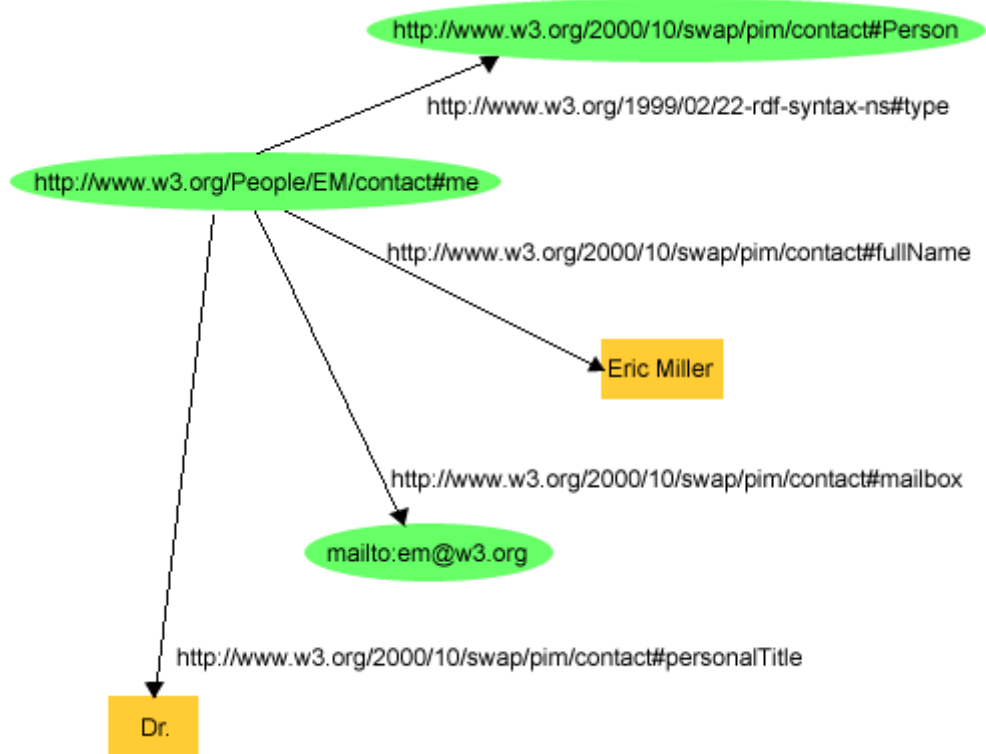 http://www.w3.org/2000/10/swap/pim/contact#Person
http://www.w3.org/1999/02/22-rdf-syntax-ns#type
http://www.w3.org/People/EM/contact#me
http://www.w3.org/2000/10/swap/pim/contact#fullName
Eric Miller
http://www.w3.org/2000/10/swap/pim/contact#mailbox
mailto:em@w3.org
http://www.w3.org/2000/10/swap/pim/contact#personalTitle
Dr.